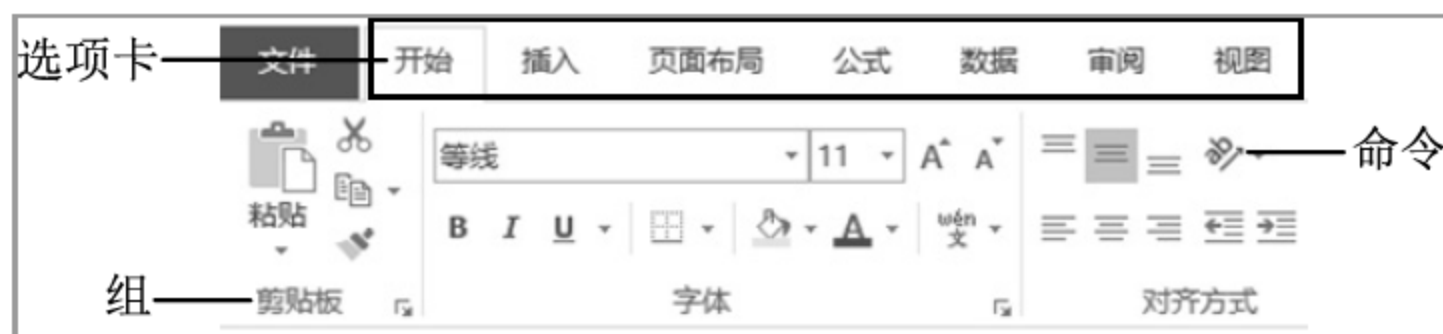 选项卡 文件 开始 插入 页面布局 公式 数据 审阅 视图
等线 11 A A 命令
粘贴
B I U A wén 文
组 剪贴板 字体 对齐方式